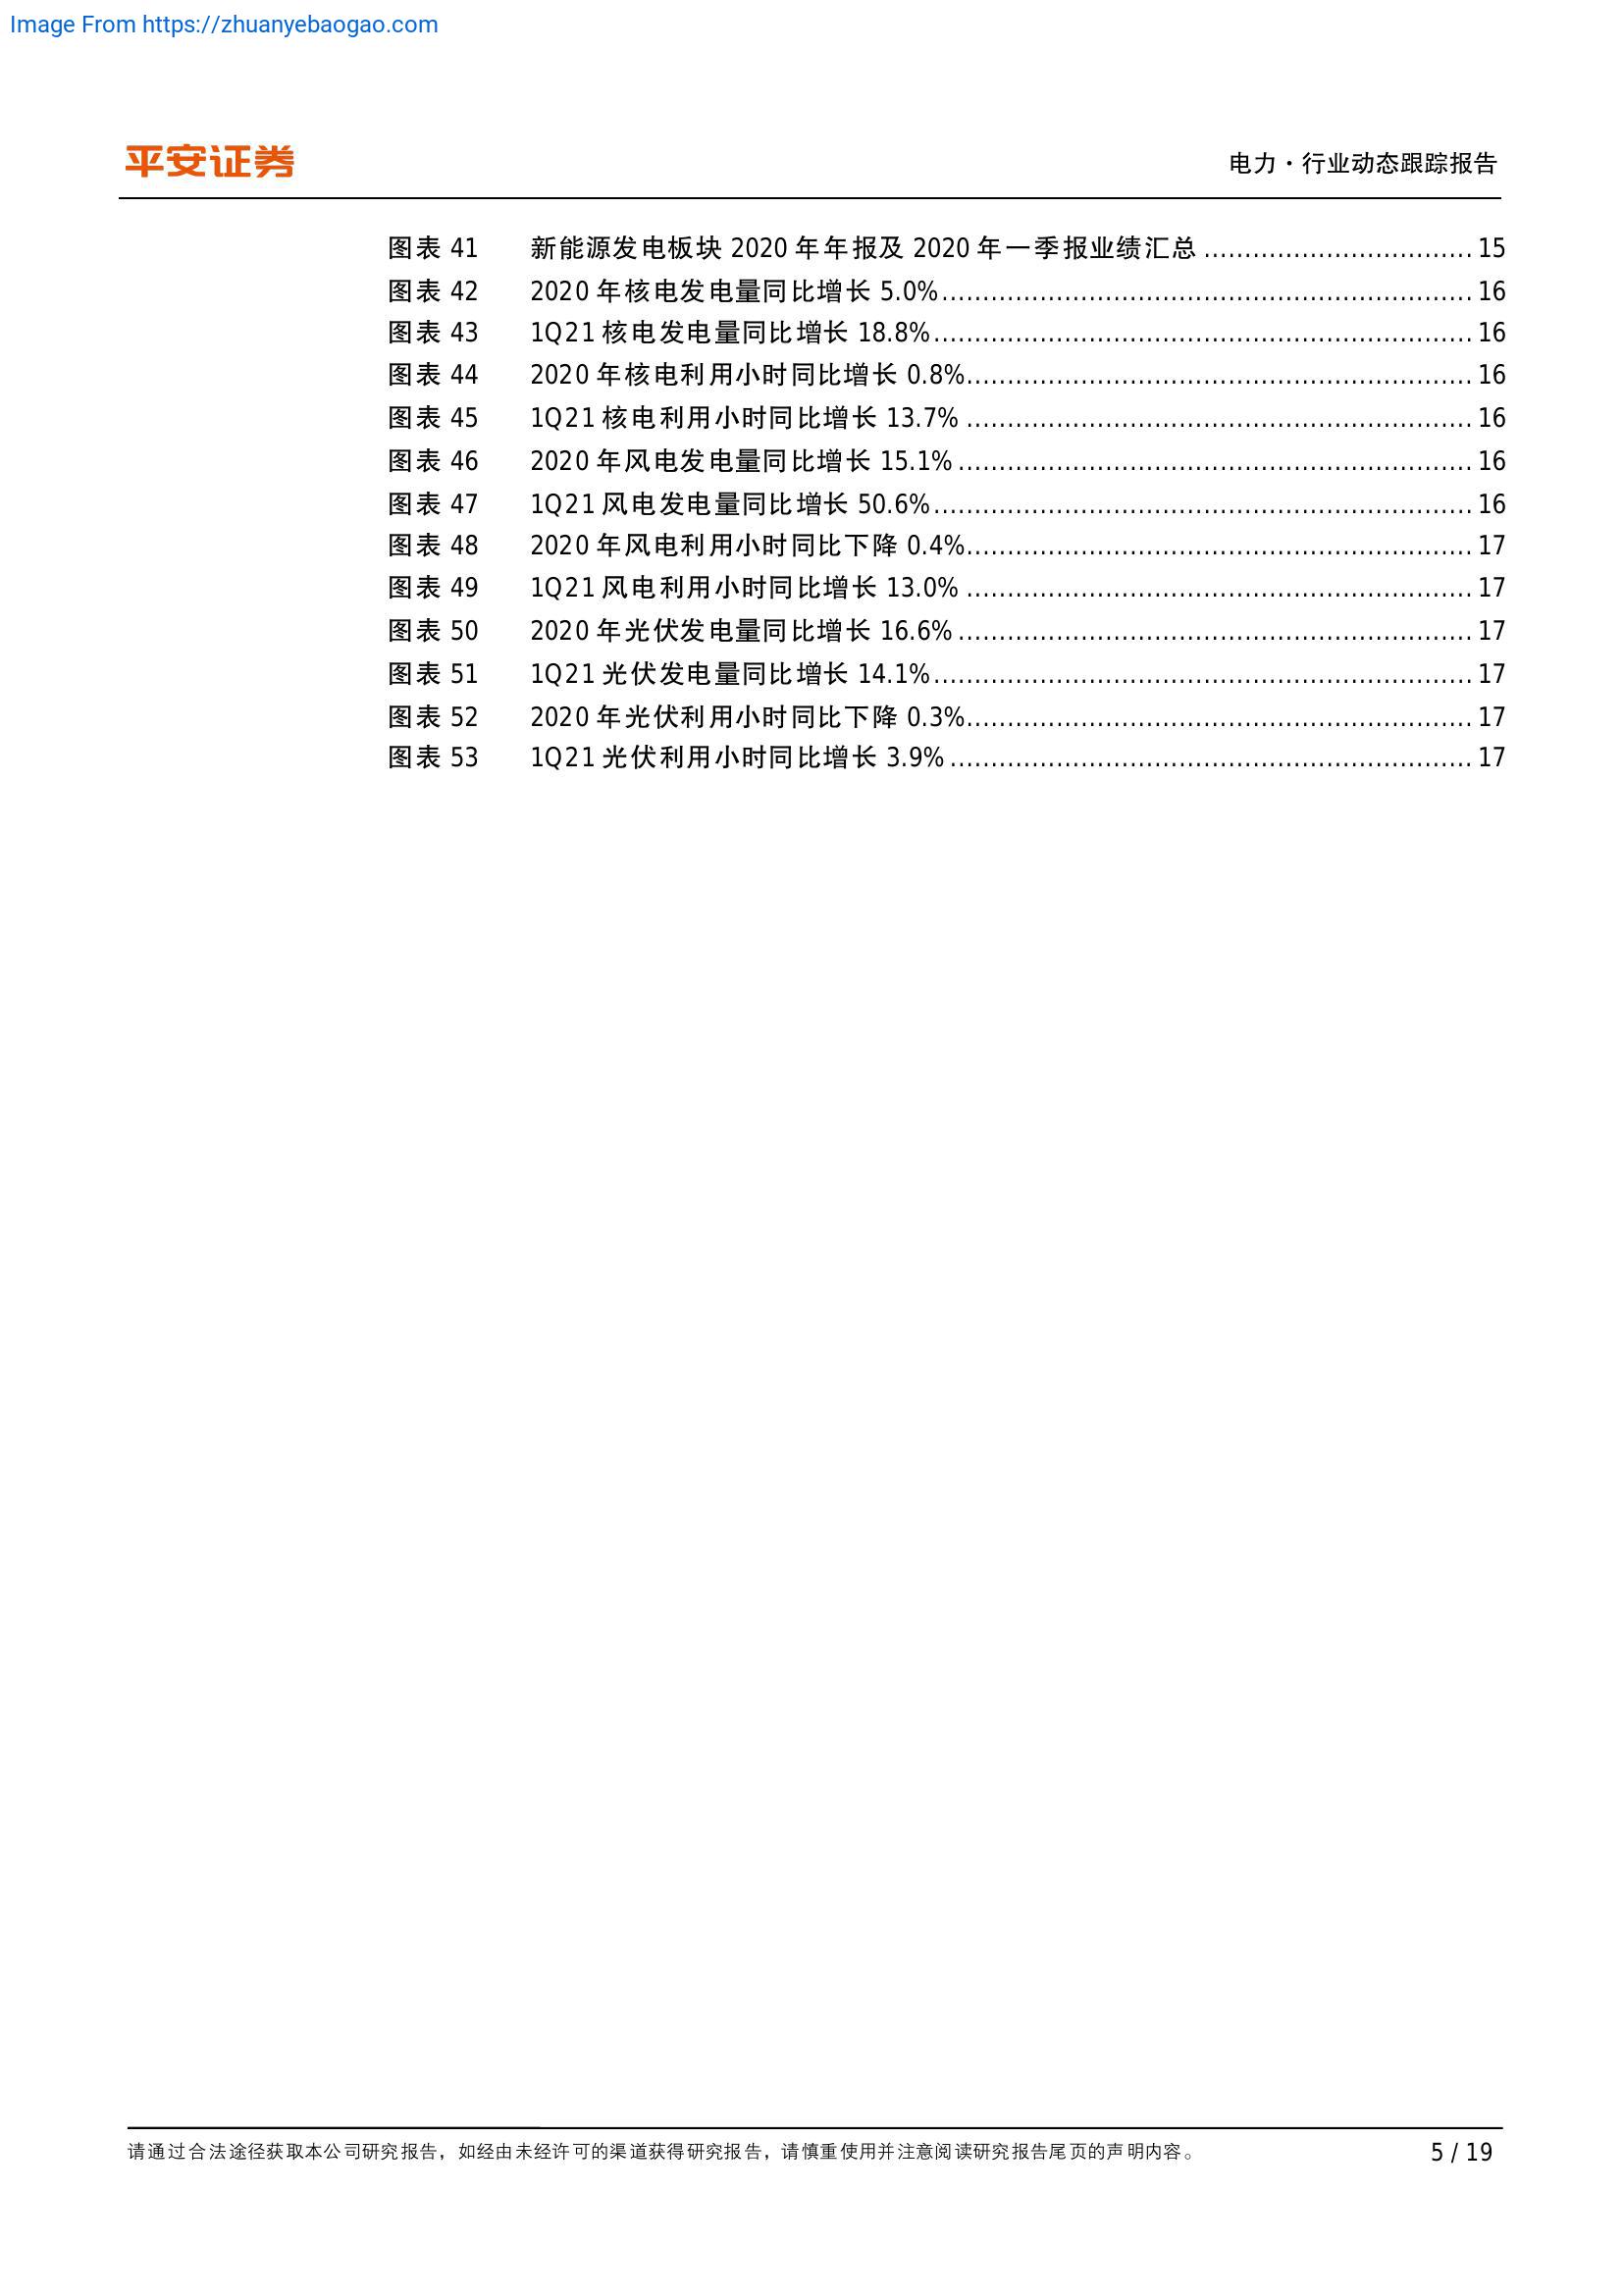 Image From https://zhuanyebaogao.com
平安证券
电力·行业动态跟踪报告
图表 41 新能源发电板块 2020 年年报及 2020 年一季报业绩汇总 ................................. 15
图表 42 2020 年核电发电量同比增长 5.0% ................................................................. 16
图表 43 1Q21 核电发电量同比增长 18.8% ................................................................. 16
图表 44 2020 年核电利用小时同比增长 0.8% .............................................................. 16
图表 45 1Q21 核电利用小时同比增长 13.7% .............................................................. 16
图表 46 2020 年风电发电量同比增长 15.1% ............................................................... 16
图表 47 1Q21 风电发电量同比增长 50.6% ................................................................. 16
图表 48 2020 年风电利用小时同比下降 0.4% .............................................................. 17
图表 49 1Q21 风电利用小时同比增长 13.0% .............................................................. 17
图表 50 2020 年光伏发电量同比增长 16.6% ............................................................... 17
图表 51 1Q21 光伏发电量同比增长 14.1% ................................................................. 17
图表 52 2020 年光伏利用小时同比下降 0.3% .............................................................. 17
图表 53 1Q21 光伏利用小时同比增长 3.9% ................................................................ 17
请通过合法途径获取本公司研究报告，如经由未经许可的渠道获得研究报告，请慎重使用并注意阅读研究报告尾页的声明内容。
5 / 19